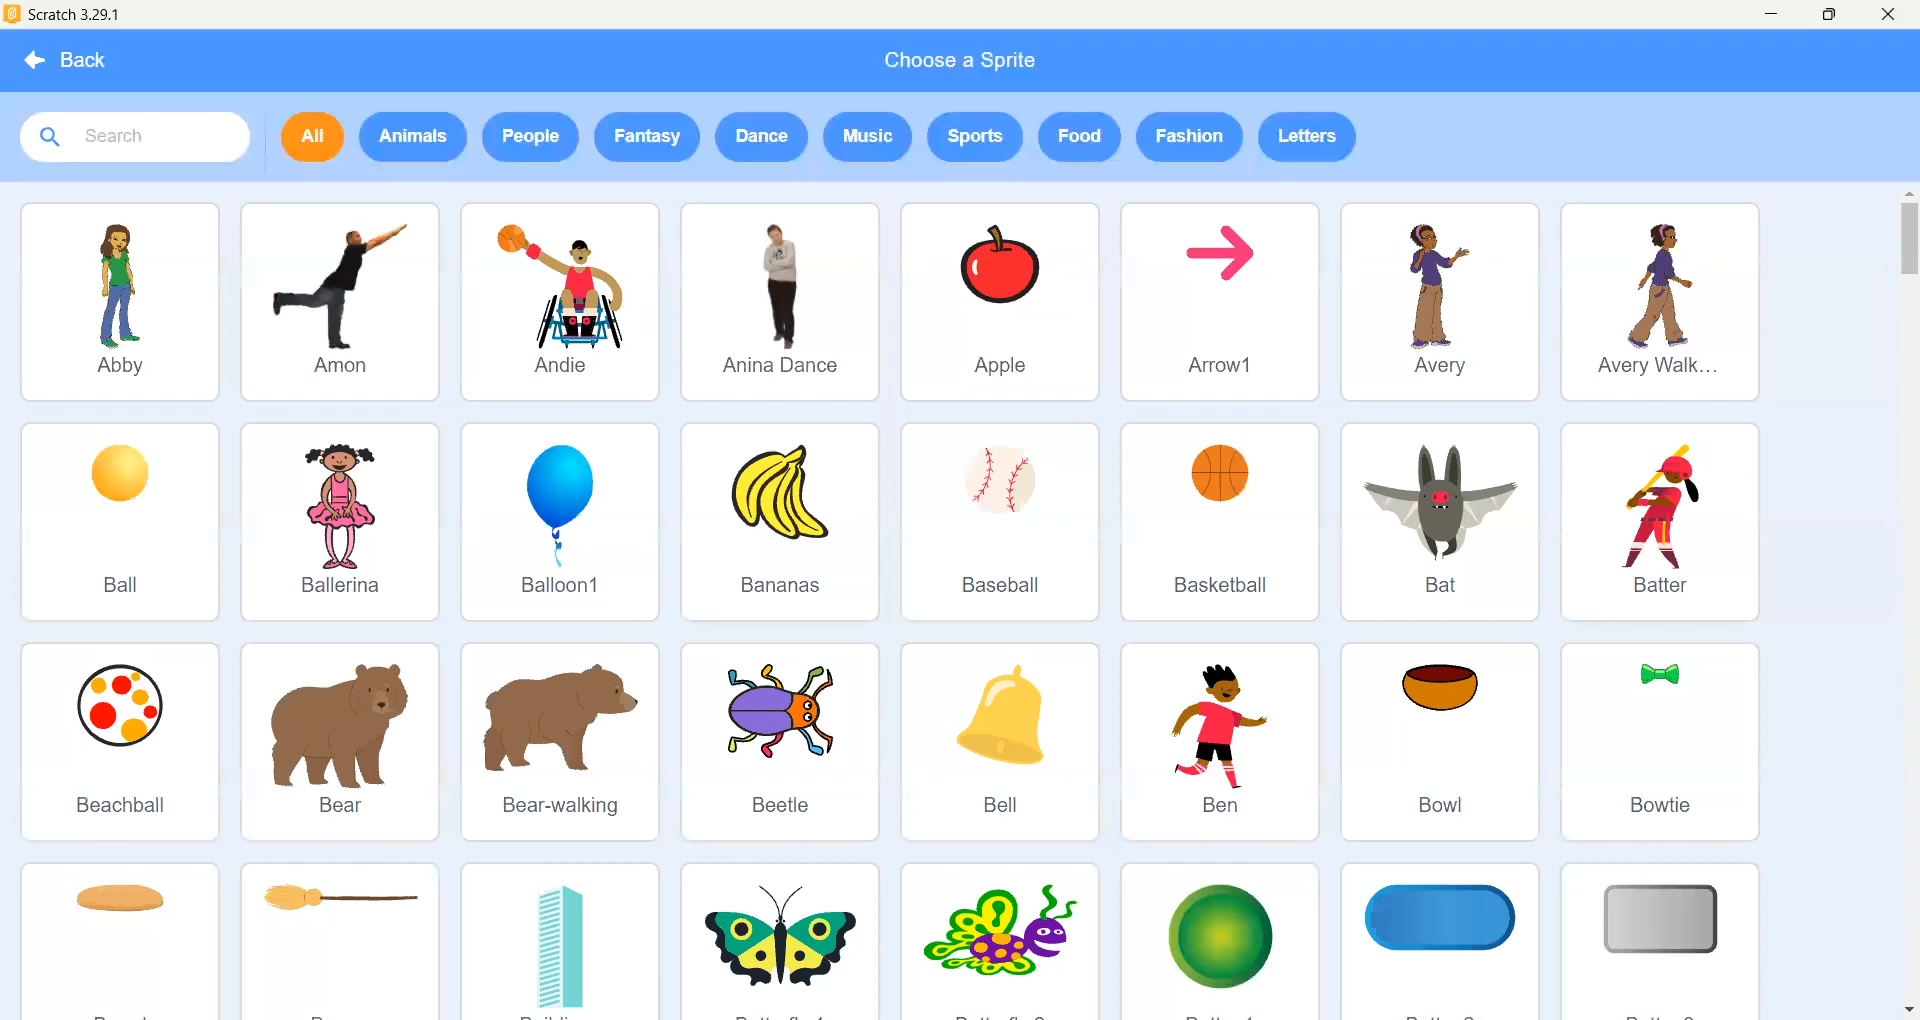 Scratch 3.29.1
Back
Choose a Sprite
Search
All
Animals
People
Fantasy
Dance
Music
Sports
Food
Fashion
Letters
Abby
Amon
Andie
Anina Dance
Apple
Arrow1
Avery
Avery Walk...
Ball
Ballerina
Balloon1
Bananas
Baseball
Basketball
Bat
Batter
Beachball
Bear
Bear-walking
Beetle
Bell
Ben
Bowl
Bowtie